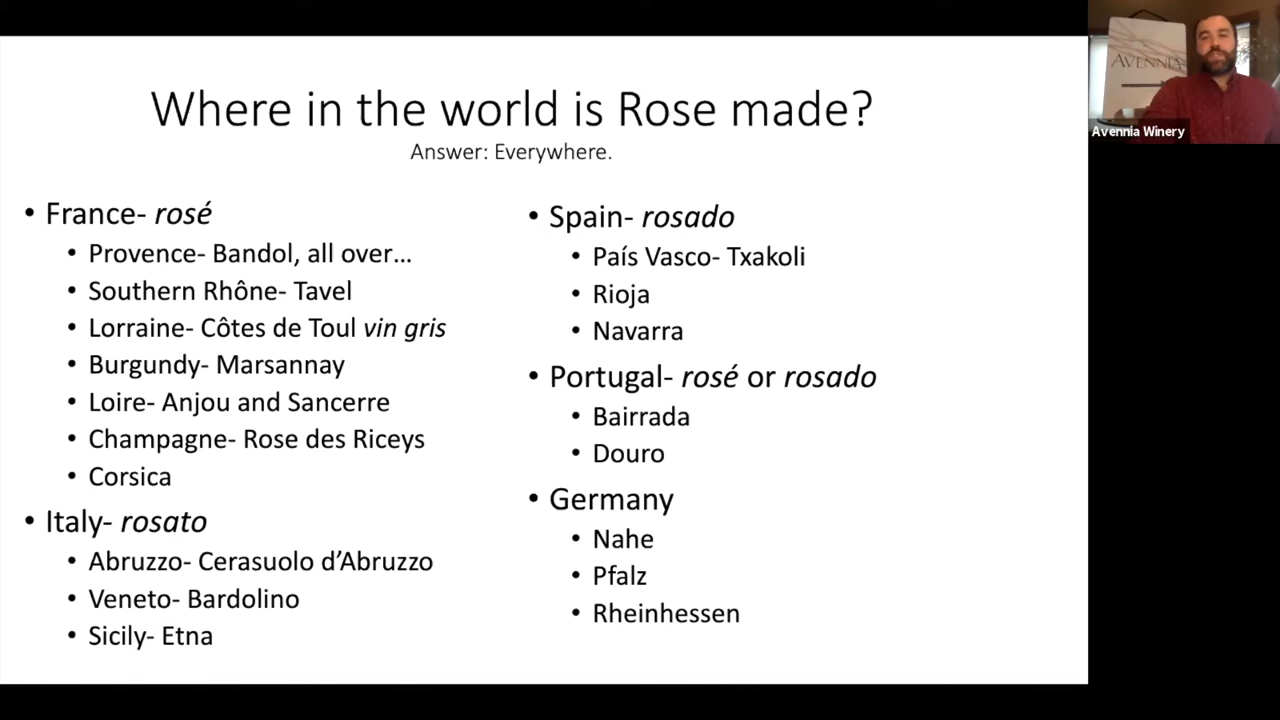 Where in the world is Rose made?
Answer: Everywhere.
• France- rosé
• Provence- Bandol, all over…
• Southern Rhône- Tavel
• Lorraine- Côtes de Toul vin gris
• Burgundy- Marsannay
• Loire- Anjou and Sancerre
• Champagne- Rose des Riceys
• Corsica
• Italy- rosato
• Abruzzo- Cerasuolo d’Abruzzo
• Veneto- Bardolino
• Sicily- Etna
• Spain- rosado
• País Vasco- Txakoli
• Rioja
• Navarra
• Portugal- rosé or rosado
• Bairrada
• Douro
• Germany
• Nahe
• Pfalz
• Rheinhessen
AVENNIA
Avennia Winery